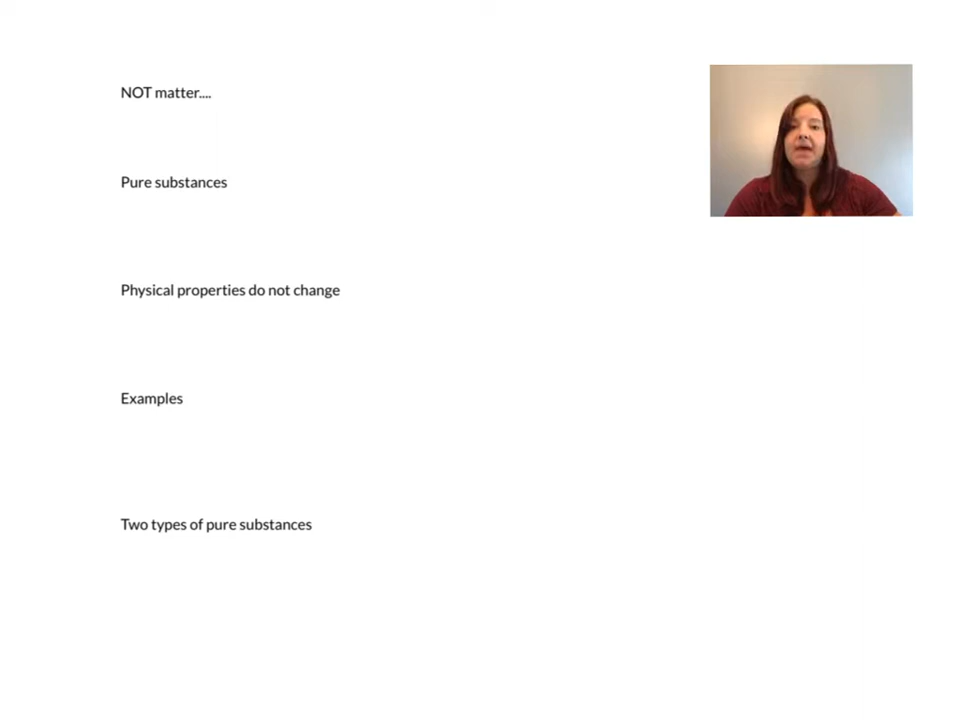 NOT matter....
Pure substances
Physical properties do not change
Examples
Two types of pure substances